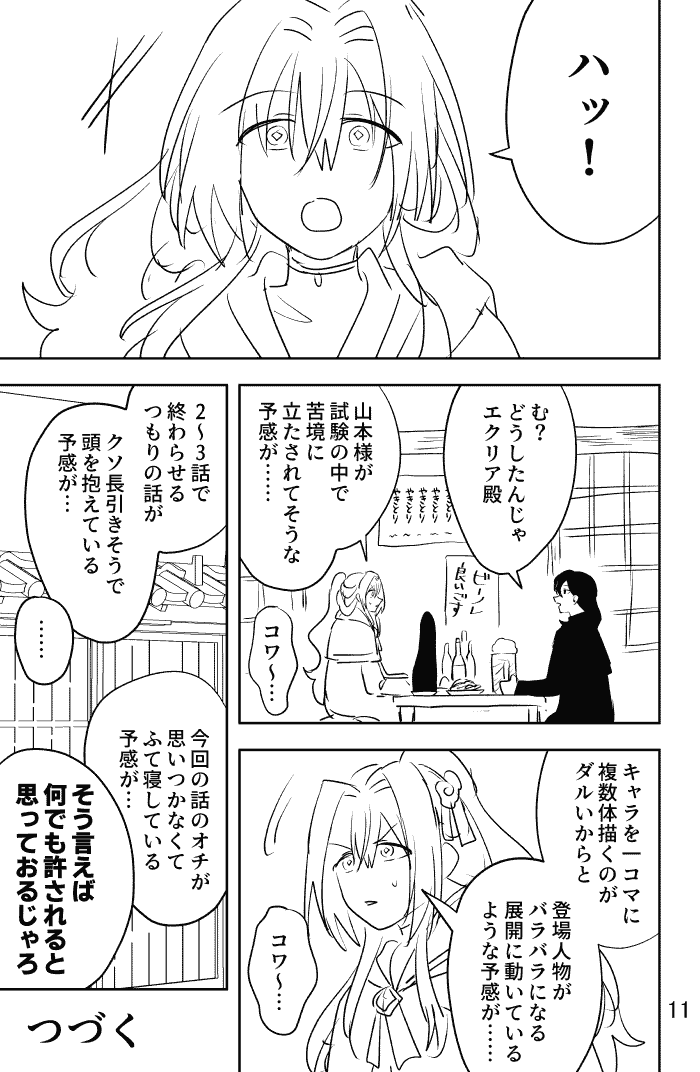 ハッ！
む？
どうしたんじゃ
エクリア殿
山本様が
試験の中で
苦境に
立たされてそうな
予感が……
やきとり
やきとり
やきとり
やきとり
ビール
良いごす
コワ〜…
キャラを一コマに
複数体描くのが
ダルいからと
登場人物が
バラバラになる
展開に動いている
ような予感が……
コワ〜…
2〜3話で
終わらせる
つもりの話が
クソ長引きそうで
頭を抱えている
予感が…
……
今回の話のオチが
思いつかなくて
ふて寝している
予感が…
そう言えば
何でも許されると
思っておるじゃろ
つづく
11